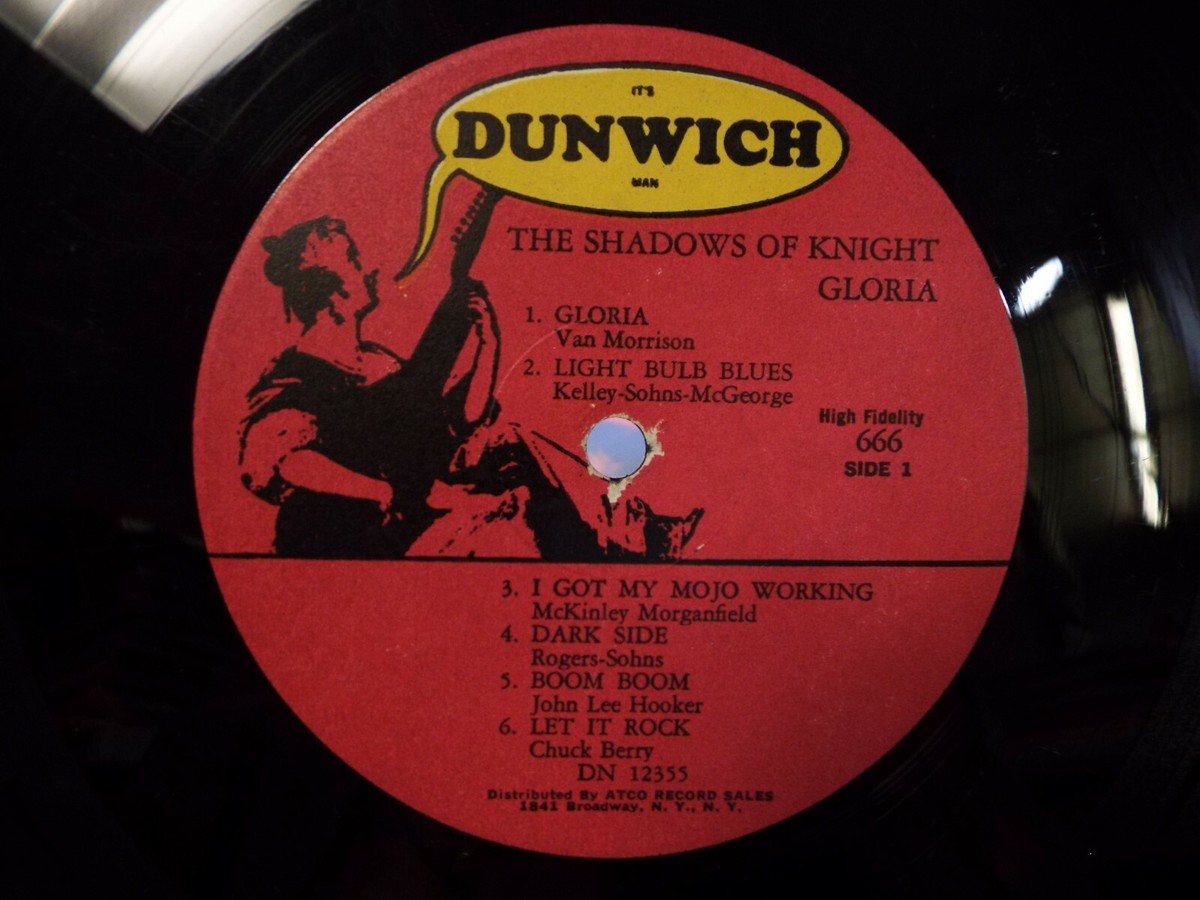 IT'S
DUNWICH
MAN
THE SHADOWS OF KNIGHT
GLORIA
1. GLORIA
Van Morrison
2. LIGHT BULB BLUES
Kelley-Sohns-McGeorge
High Fidelity
666
SIDE 1
3. I GOT MY MOJO WORKING
McKinley Morganfield
4. DARK SIDE
Rogers-Sohns
5. BOOM BOOM
John Lee Hooker
6. LET IT ROCK
Chuck Berry
DN 12355
Distributed By ATCO RECORD SALES
1841 Broadway, N. Y., N. Y.